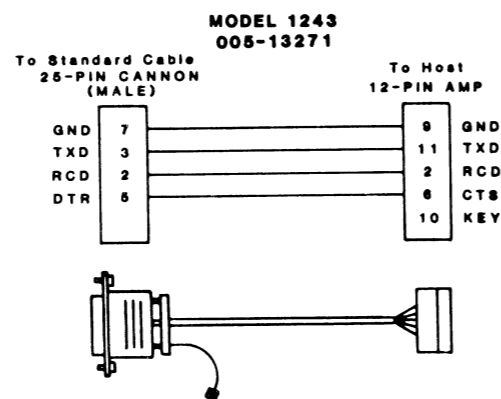 MODEL 1243
005-13271
To Standard Cable
25-PIN CANNON
(MALE)
To Host
12-PIN AMP
GND 7 9 GND
TXD 3 11 TXD
RCD 2 2 RCD
DTR 5 6 CTS
10 KEY